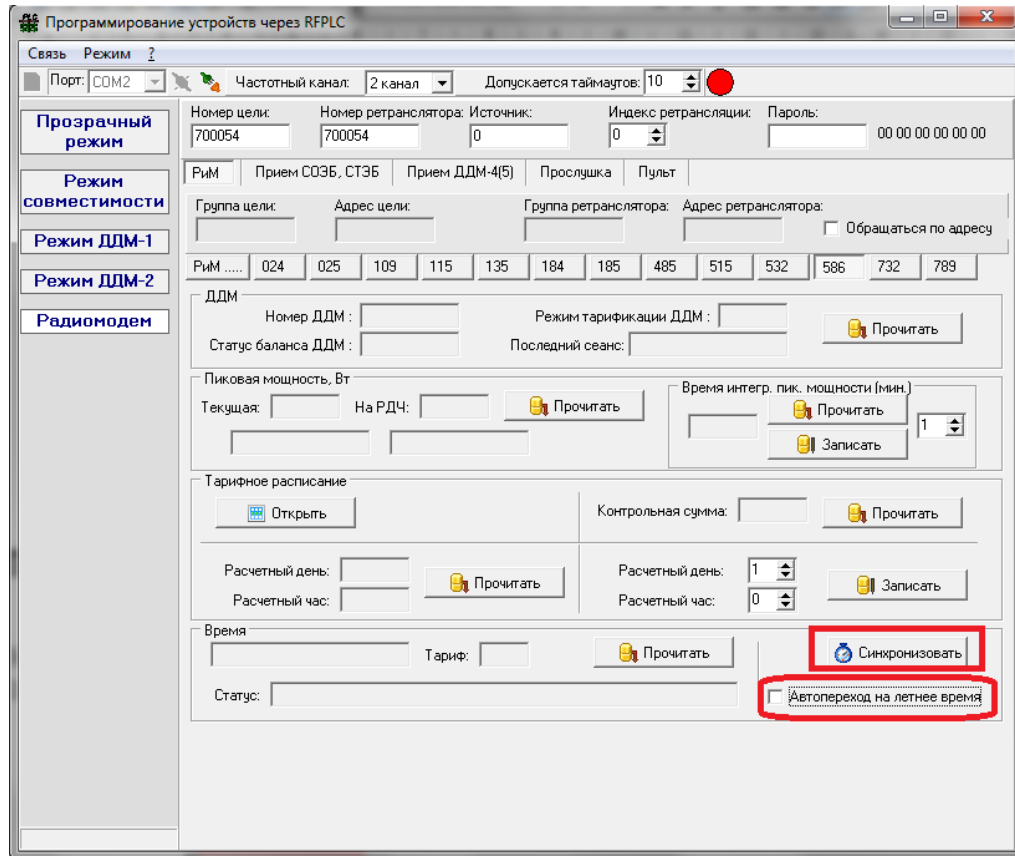 Программирование устройств через RFPLC
Связь Режим ?
Порт: COM2 Частотный канал: 2 канал Допускается таймаутов: 10
Прозрачный режим
Режим совместимости
Режим ДДМ-1
Режим ДДМ-2
Радиомодем
Номер цели: Номер ретранслятора: Источник: Индекс ретрансляции: Пароль:
700054 700054 0 0 00 00 00 00 00 00
РиМ Прием СОЭБ, СТЭБ Прием ДДМ-4(5) Прослушка Пульт
Группа цели: Адрес цели: Группа ретранслятора: Адрес ретранслятора:
Обращаться по адресу
РиМ ..... 024 025 109 115 135 184 185 485 515 532 586 732 789
ДДМ
Номер ДДМ : Режим тарификации ДДМ : Прочитать
Статус баланса ДДМ : Последний сеанс:
Пиковая мощность, Вт
Текущая: На РДЧ: Прочитать
Время интегр. пик. мощности (мин.)
Прочитать 1
Записать
Тарифное расписание
Открыть Контрольная сумма: Прочитать
Расчетный день: Прочитать Расчетный день: 1 Записать
Расчетный час: Расчетный час: 0
Время
Тариф: Прочитать Синхронизовать
Статус: Автопереход на летнее время